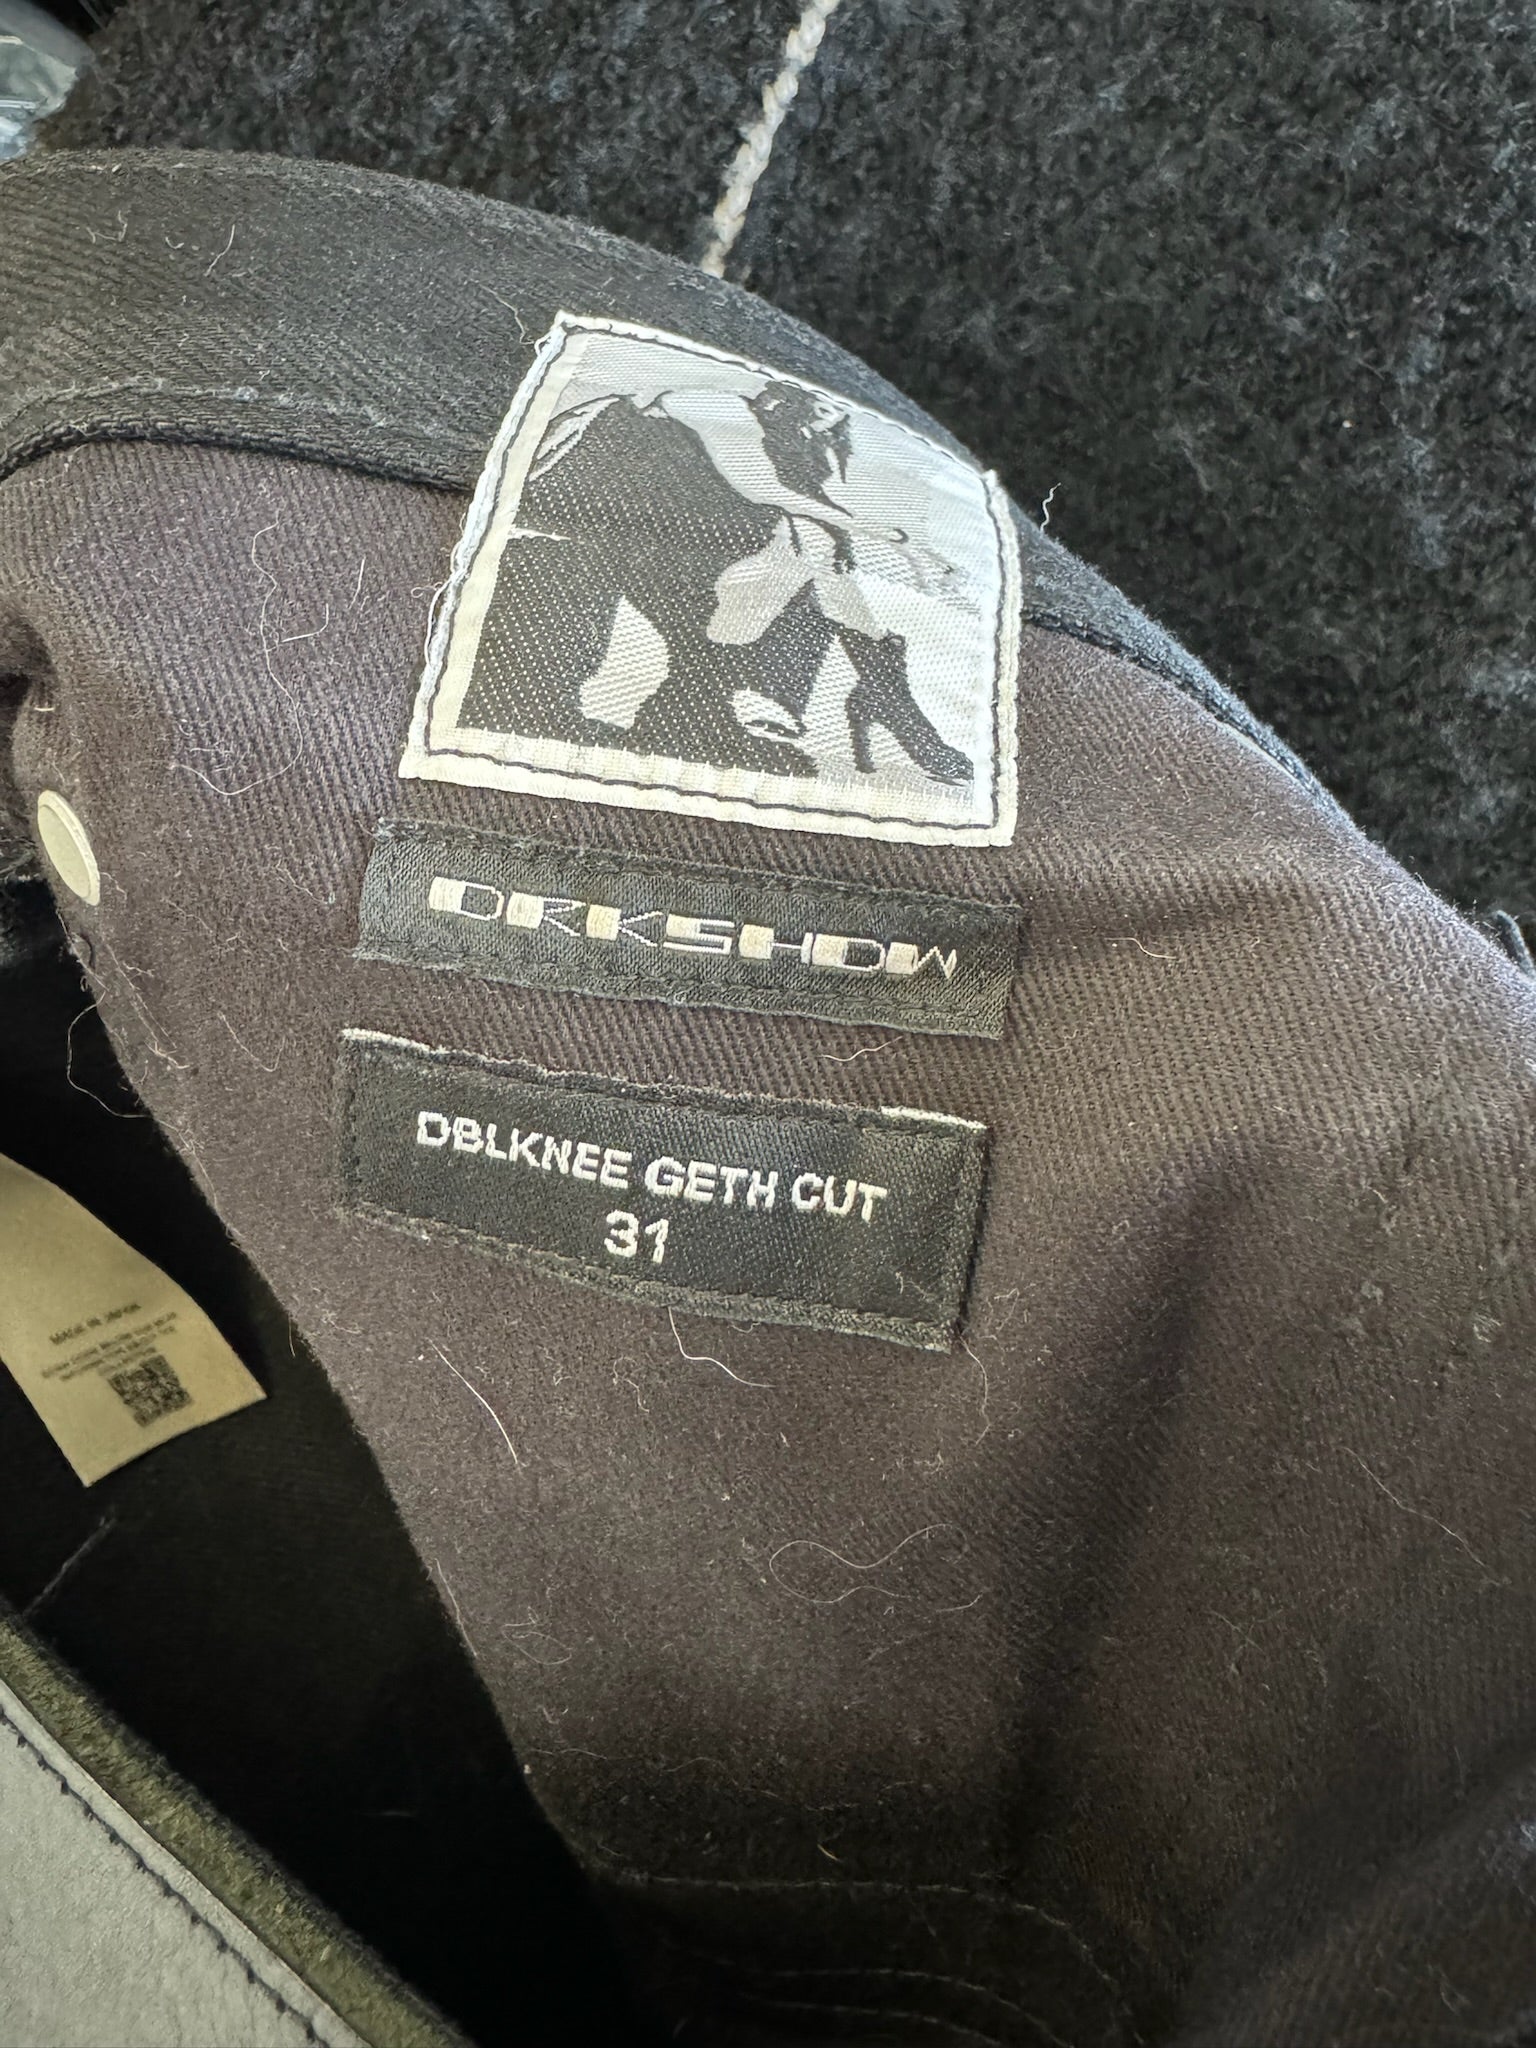 DRKSHDW
DBLKNEE GETH CUT
31
MADE IN JAPAN